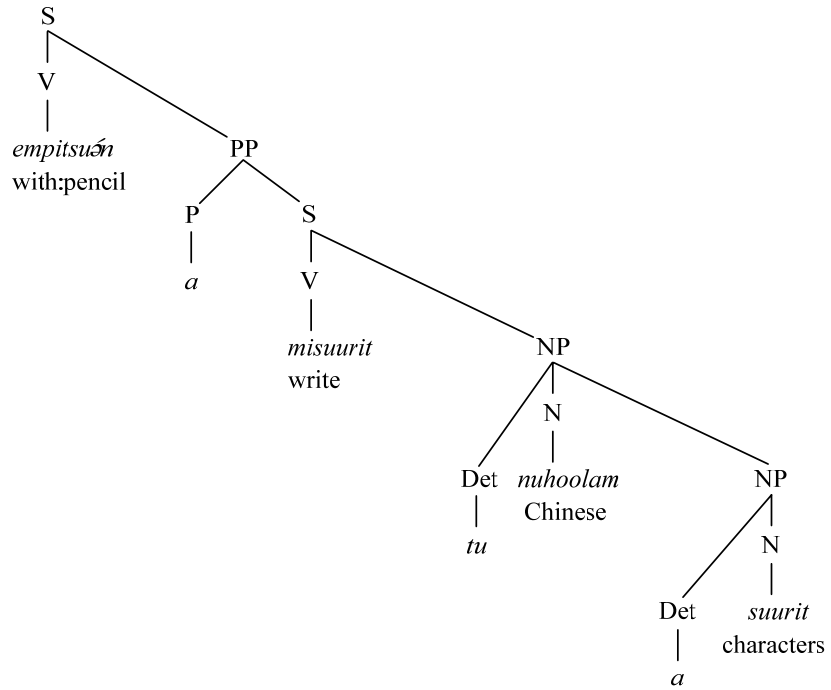 S
V
empitsuə́n
with:pencil
PP
P
S
a
V
misuurit
write
NP
N
Det
nuhoolam
NP
Chinese
tu
N
Det
suurit
characters
a